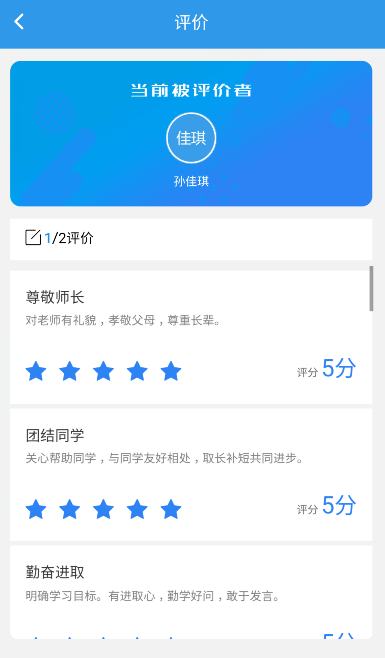 评价
当前被评价者
佳琪
孙佳琪
1/2评价
尊敬师长
对老师有礼貌，孝敬父母，尊重长辈。
评分 5分
团结同学
关心帮助同学，与同学友好相处，取长补短共同进步。
评分 5分
勤奋进取
明确学习目标。有进取心，勤学好问，敢于发言。
5分